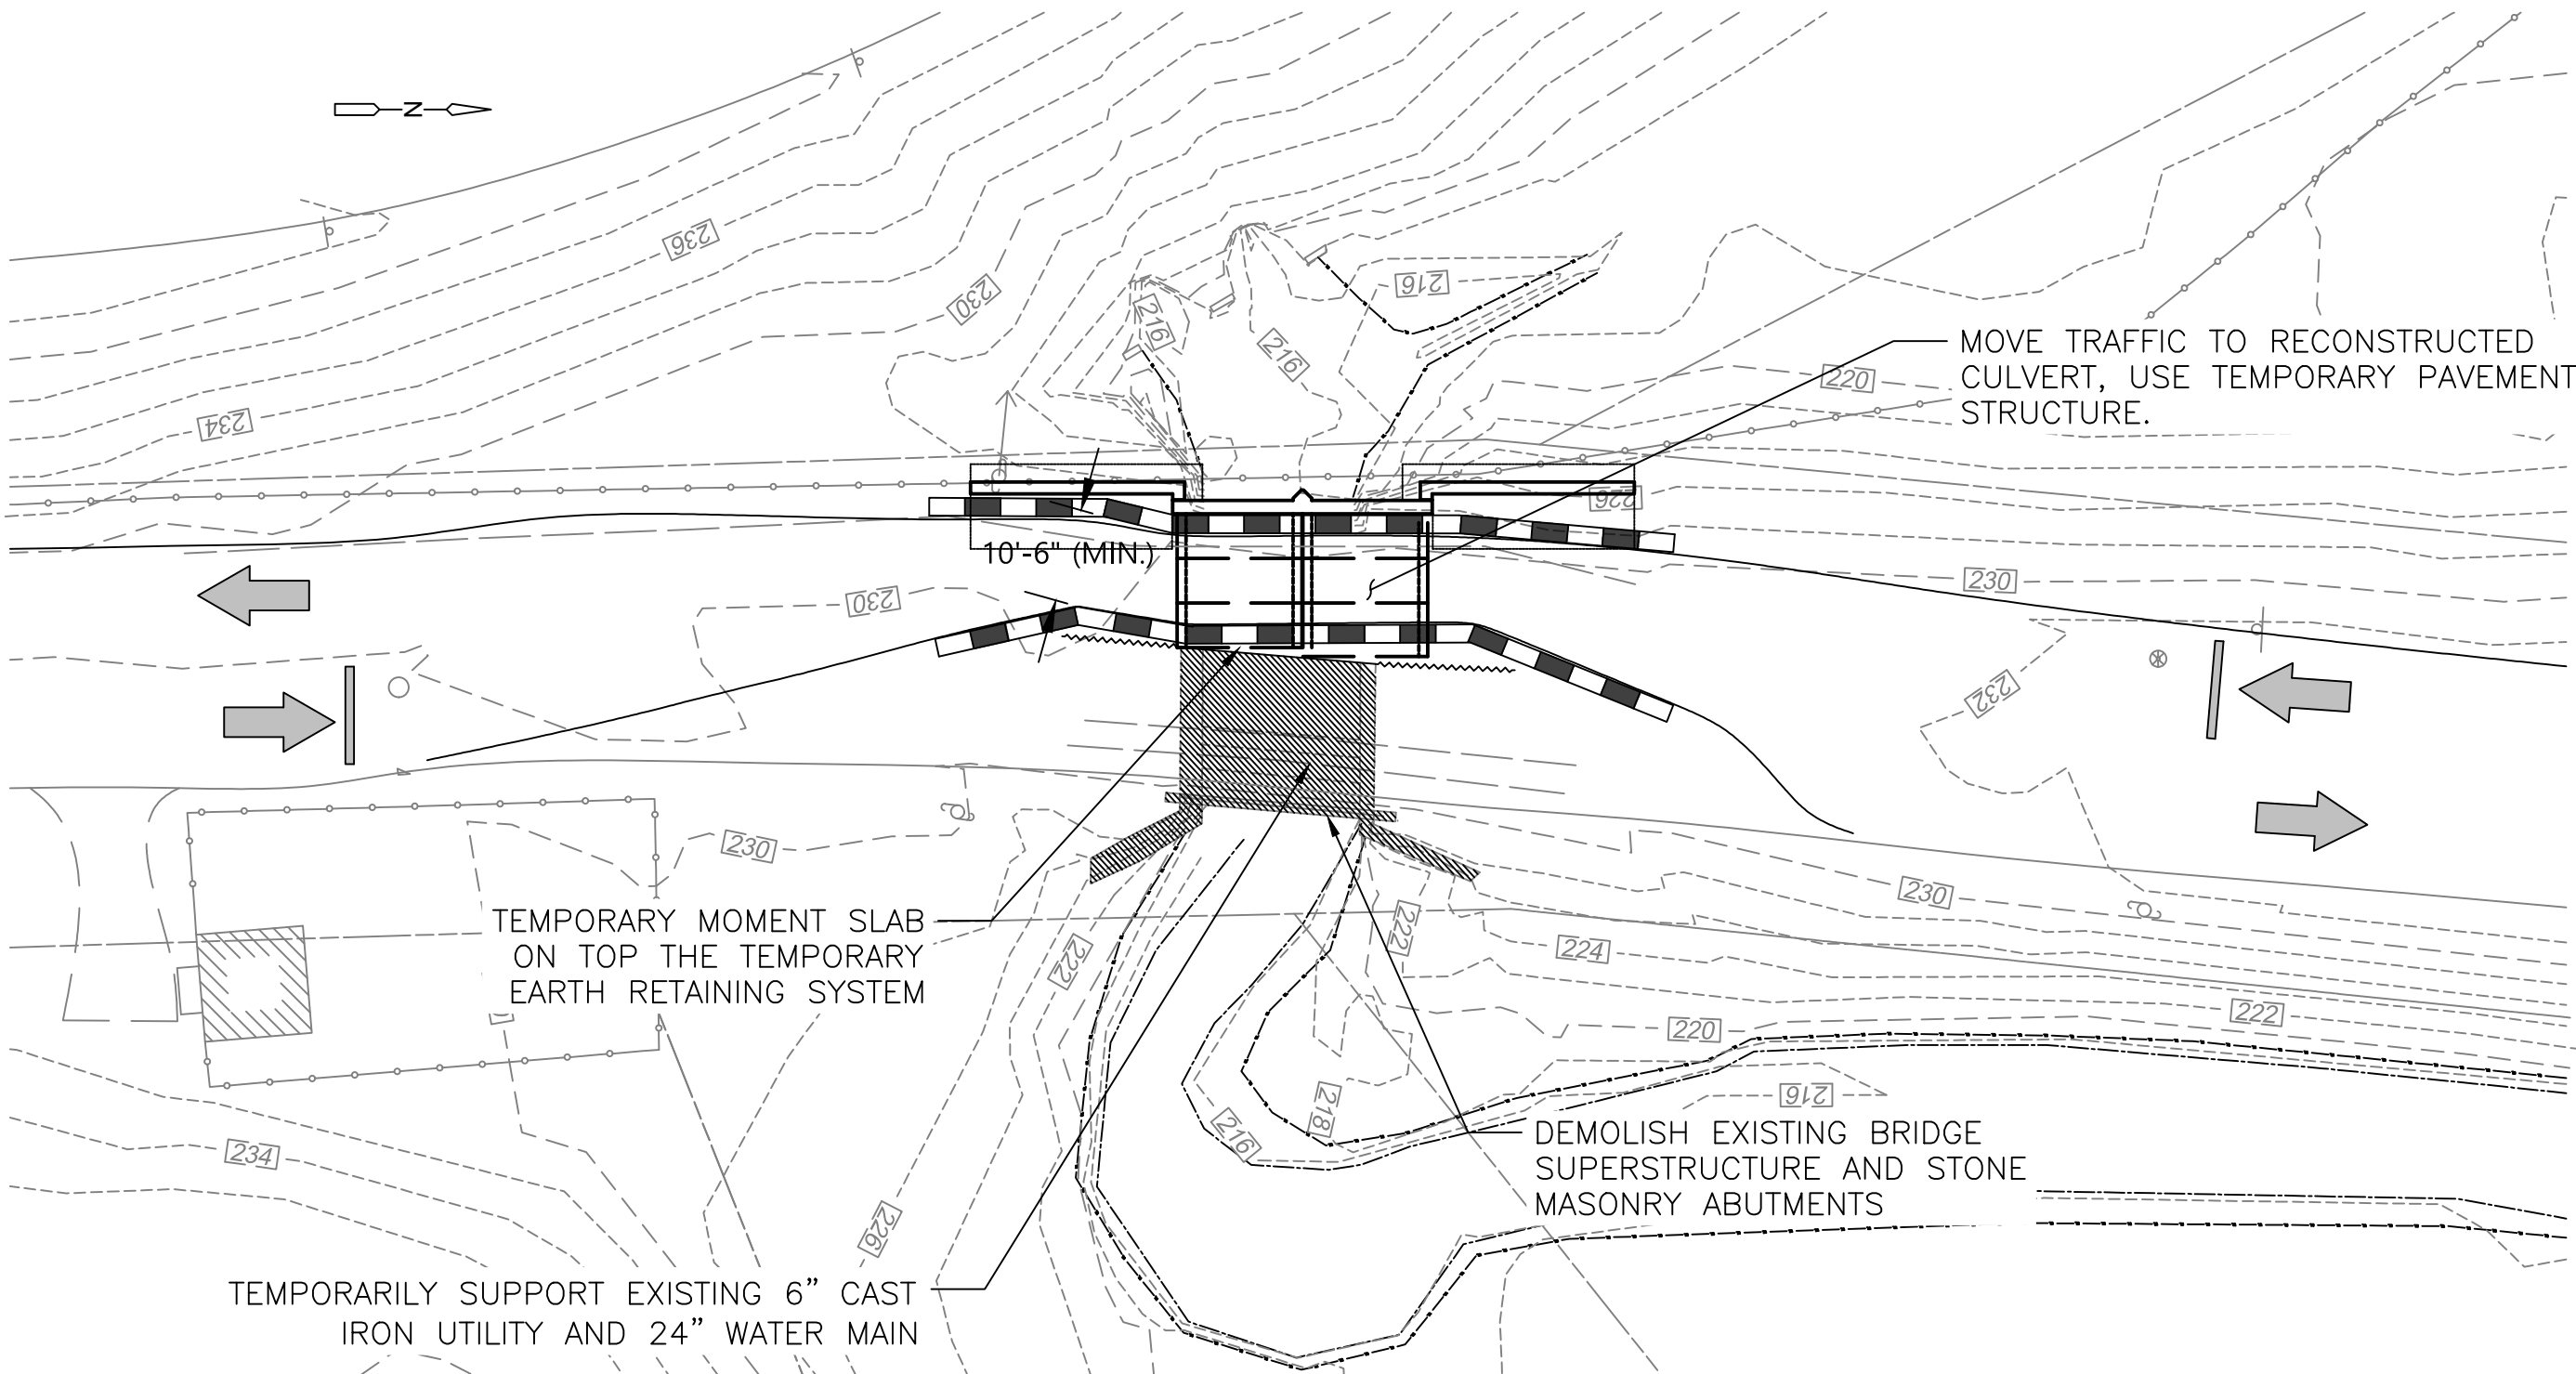 N
236
230
216
216
216
MOVE TRAFFIC TO RECONSTRUCTED
CULVERT, USE TEMPORARY PAVEMENT
STRUCTURE.
220
234
226
10'-6" (MIN.)
230
230
232
230
230
TEMPORARY MOMENT SLAB
ON TOP THE TEMPORARY
EARTH RETAINING SYSTEM
222
222
224
220
222
216
218
216
234
DEMOLISH EXISTING BRIDGE
SUPERSTRUCTURE AND STONE
MASONRY ABUTMENTS
226
TEMPORARILY SUPPORT EXISTING 6” CAST
IRON UTILITY AND 24” WATER MAIN